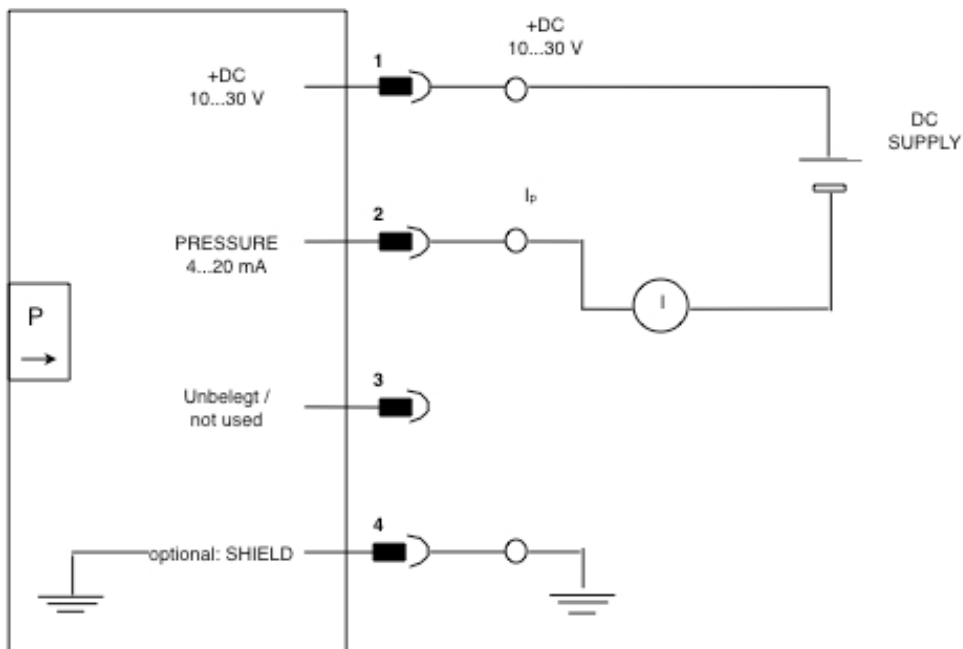 +DC
10...30 V
1
+DC
10...30 V
DC
SUPPLY
PRESSURE
4...20 mA
2
IP
I
P
Unbelegt /
not used
3
optional: SHIELD
4